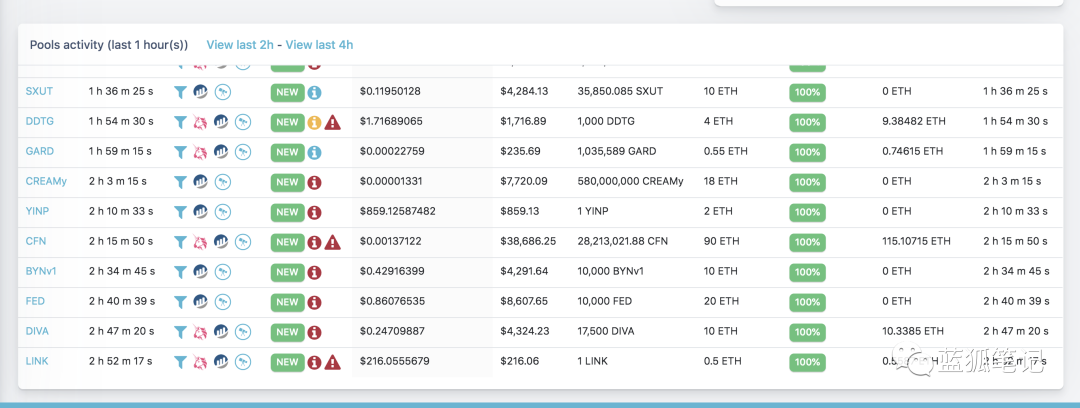 Pools activity (last 1 hour(s)) View last 2h - View last 4h
SXUT 1 h 36 m 25 s NEW $0.11950128 $4,284.13 35,850.085 SXUT 10 ETH 100% 0 ETH 1 h 36 m 25 s
DDTG 1 h 54 m 30 s NEW $1.71689065 $1,716.89 1,000 DDTG 4 ETH 100% 9.38482 ETH 1 h 54 m 30 s
GARD 1 h 59 m 15 s NEW $0.00022759 $235.69 1,035,589 GARD 0.55 ETH 100% 0.74615 ETH 1 h 59 m 15 s
CREAMy 2 h 3 m 15 s NEW $0.00001331 $7,720.09 580,000,000 CREAMy 18 ETH 100% 0 ETH 2 h 3 m 15 s
YINP 2 h 10 m 33 s NEW $859.12587482 $859.13 1 YINP 2 ETH 100% 0 ETH 2 h 10 m 33 s
CFN 2 h 15 m 50 s NEW $0.00137122 $38,686.25 28,213,021.88 CFN 90 ETH 100% 115.10715 ETH 2 h 15 m 50 s
BYNv1 2 h 34 m 45 s NEW $0.42916399 $4,291.64 10,000 BYNv1 10 ETH 100% 0 ETH 2 h 34 m 45 s
FED 2 h 40 m 39 s NEW $0.86076535 $8,607.65 10,000 FED 20 ETH 100% 0 ETH 2 h 40 m 39 s
DIVA 2 h 47 m 20 s NEW $0.24709887 $4,324.23 17,500 DIVA 10 ETH 100% 10.3385 ETH 2 h 47 m 20 s
LINK 2 h 52 m 17 s NEW $216.0555679 $216.06 1 LINK 0.5 ETH 100%
蓝狐笔记